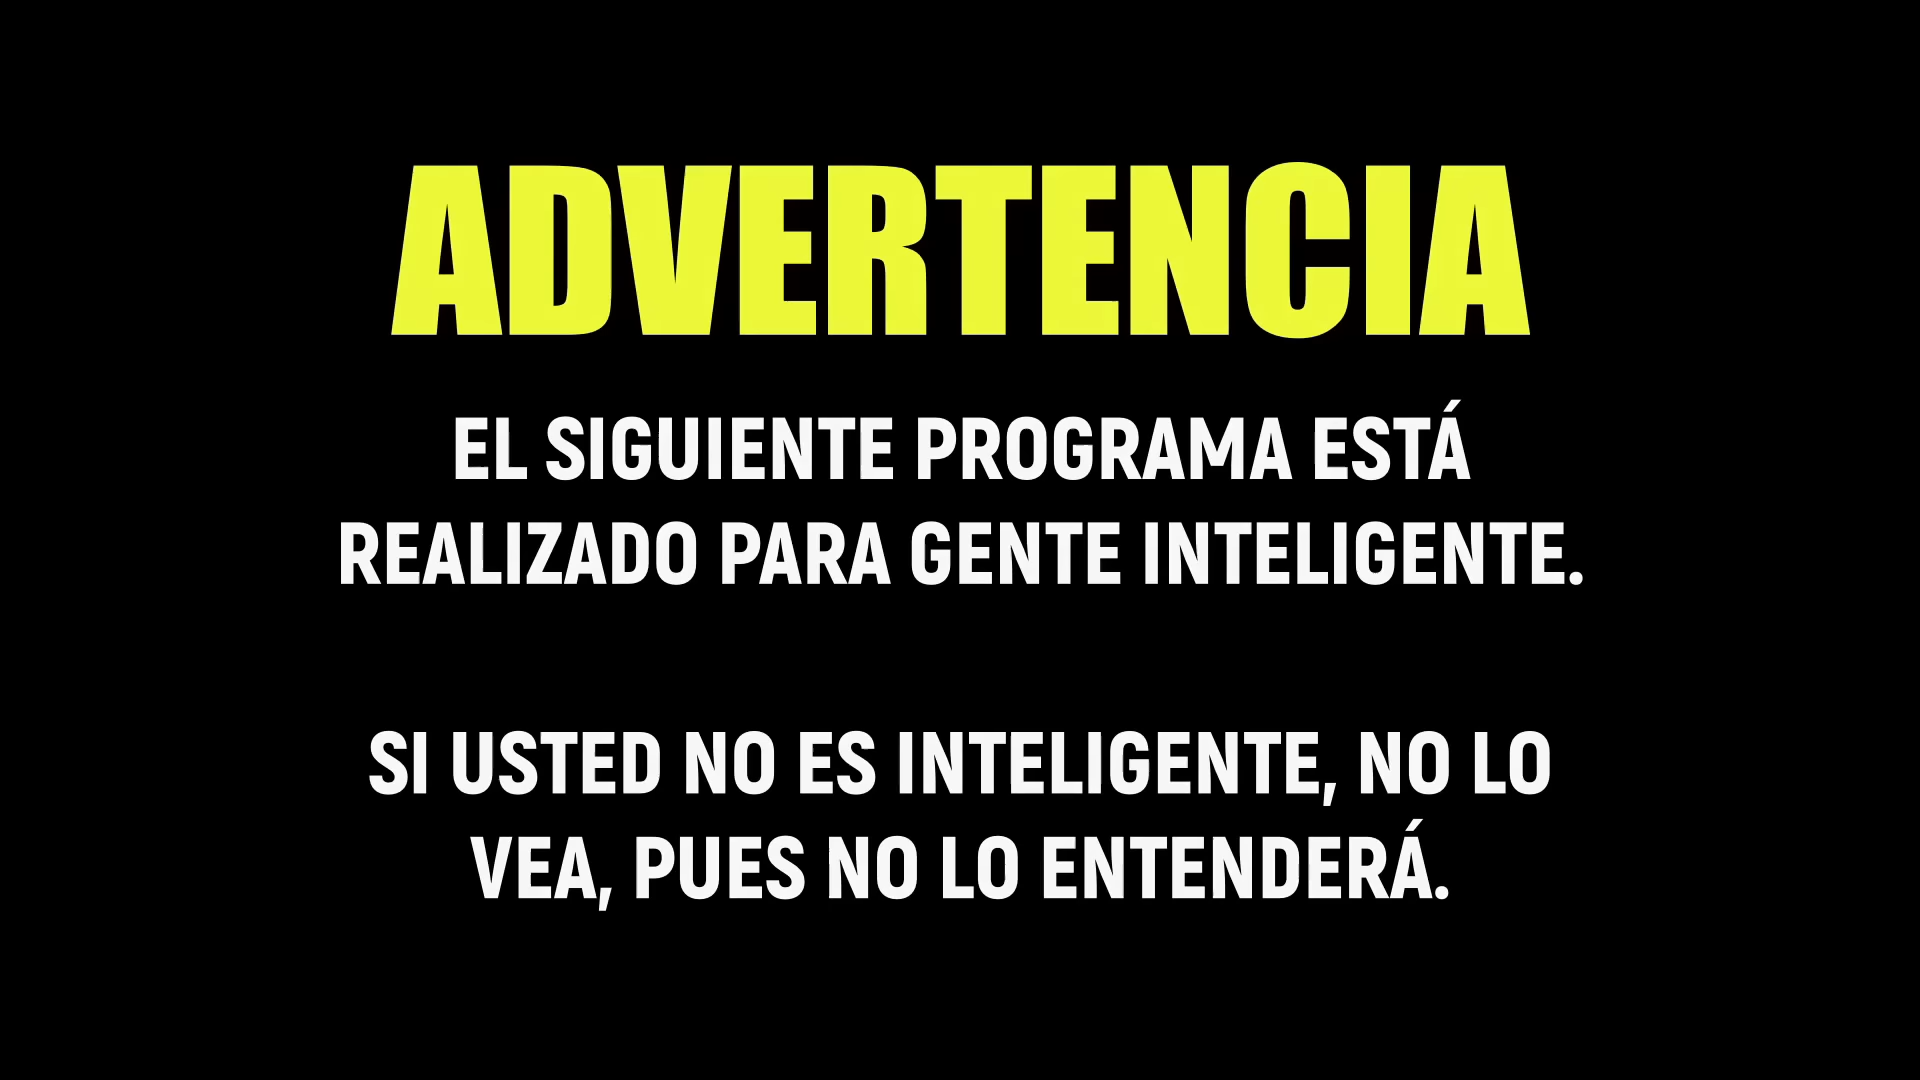 ADVERTENCIA
EL SIGUIENTE PROGRAMA ESTÁ
REALIZADO PARA GENTE INTELIGENTE.
SI USTED NO ES INTELIGENTE, NO LO
VEA, PUES NO LO ENTENDERÁ.